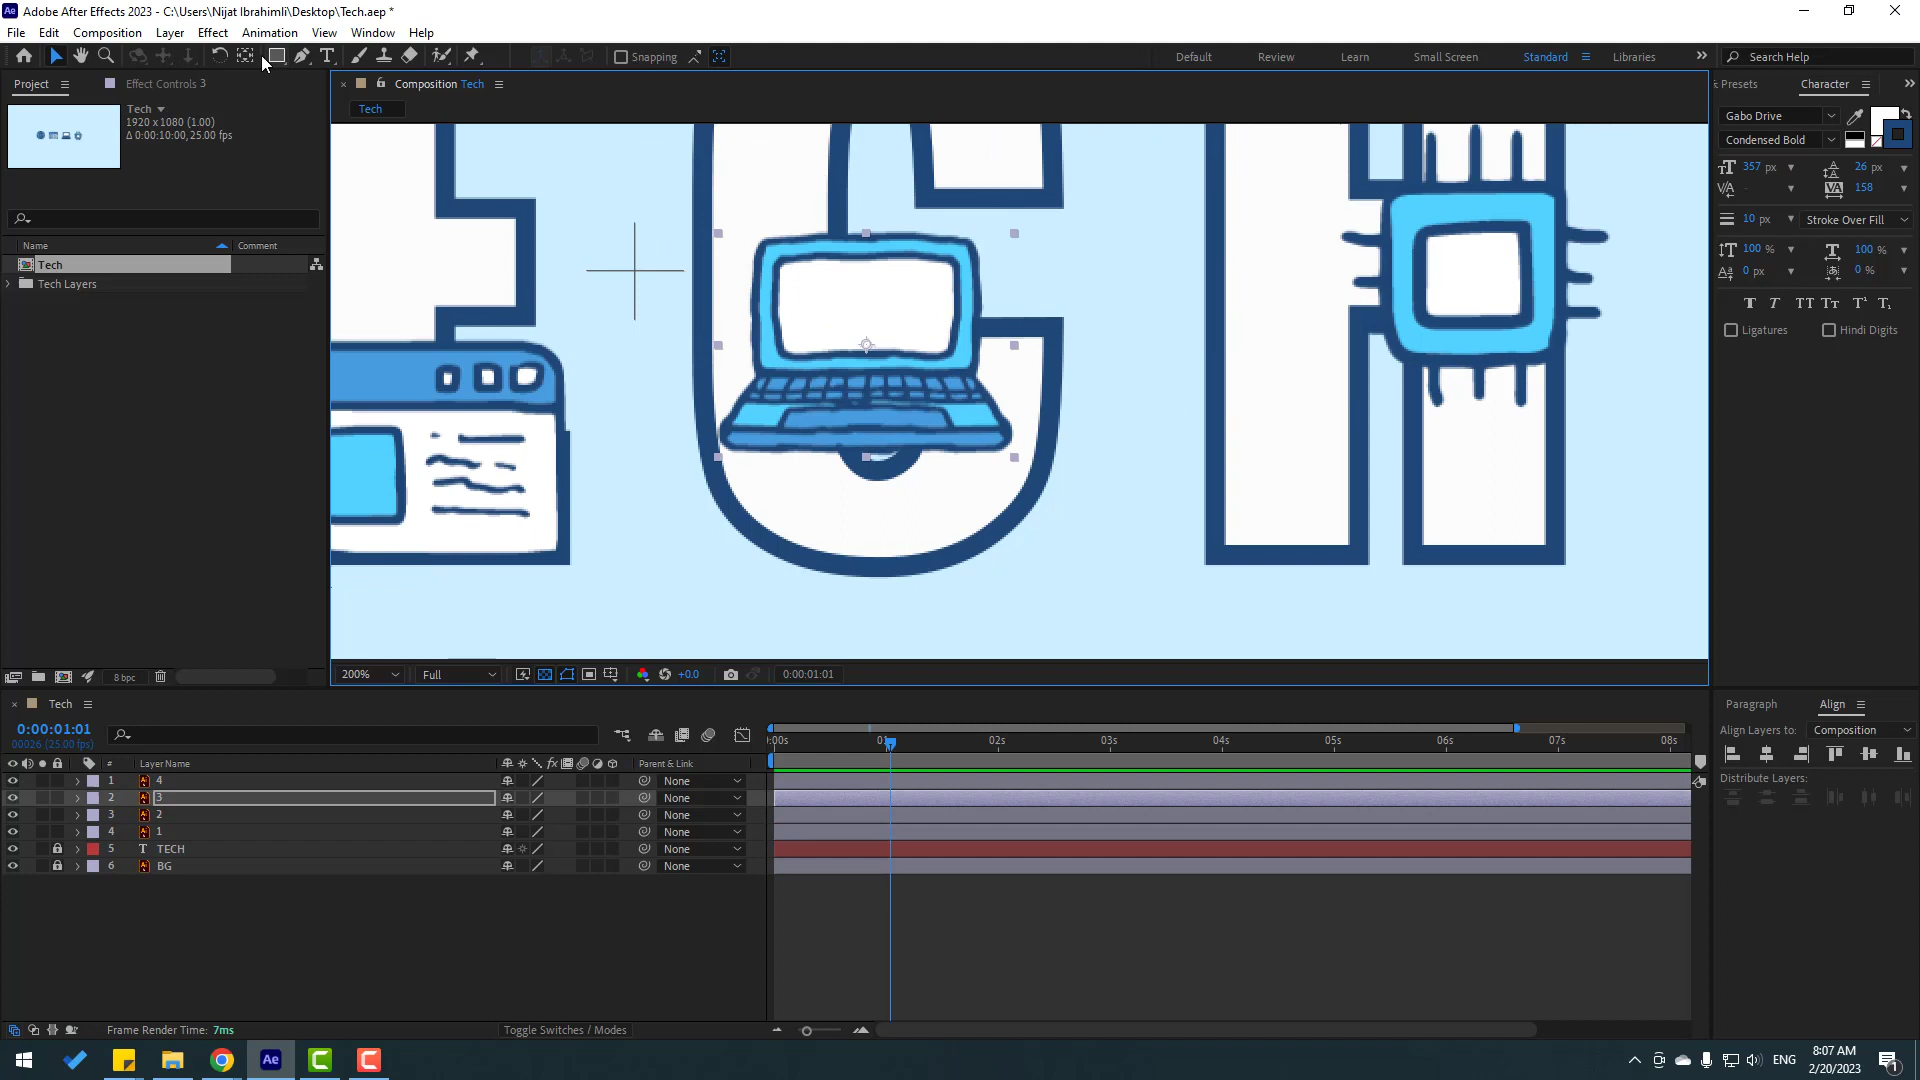 Adobe After Effects 2023 - C:\Users\Nijat Ibrahimli\Desktop\Tech.aep *
File Edit Composition Layer Effect Animation View Window Help
Snapping
Default Review Learn Small Screen Standard Libraries
Search Help
Project
Effect Controls 3
Tech
1920 x 1080 (1.00)
Δ 0:00:10:00, 25.00 fps
Name Comment
Tech
Tech Layers
8 bpc
Composition Tech
Tech
200% Full +0.0 0:00:01:01
Presets Character
Gabo Drive
Condensed Bold
357 px 26 px
158
10 px Stroke Over Fill
100 % 100 %
0 px 0 %
Ligatures Hindi Digits
Tech
0:00:01:01
00026 (25.00 fps)
:00s 01 02s 03s 04s 05s 06s 07s 08s
# Layer Name Parent & Link
1 4 None
2 3 None
3 2 None
4 1 None
5 T TECH None
6 BG None
Frame Render Time: 7ms
Toggle Switches / Modes
Paragraph Align
Align Layers to: Composition
Distribute Layers:
ENG
8:07 AM
2/20/2023
1